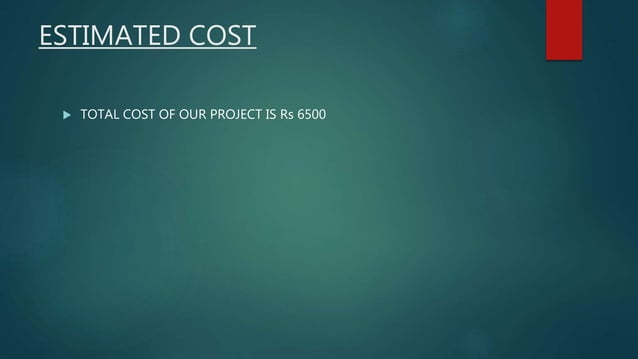 ESTIMATED COST
TOTAL COST OF OUR PROJECT IS Rs 6500